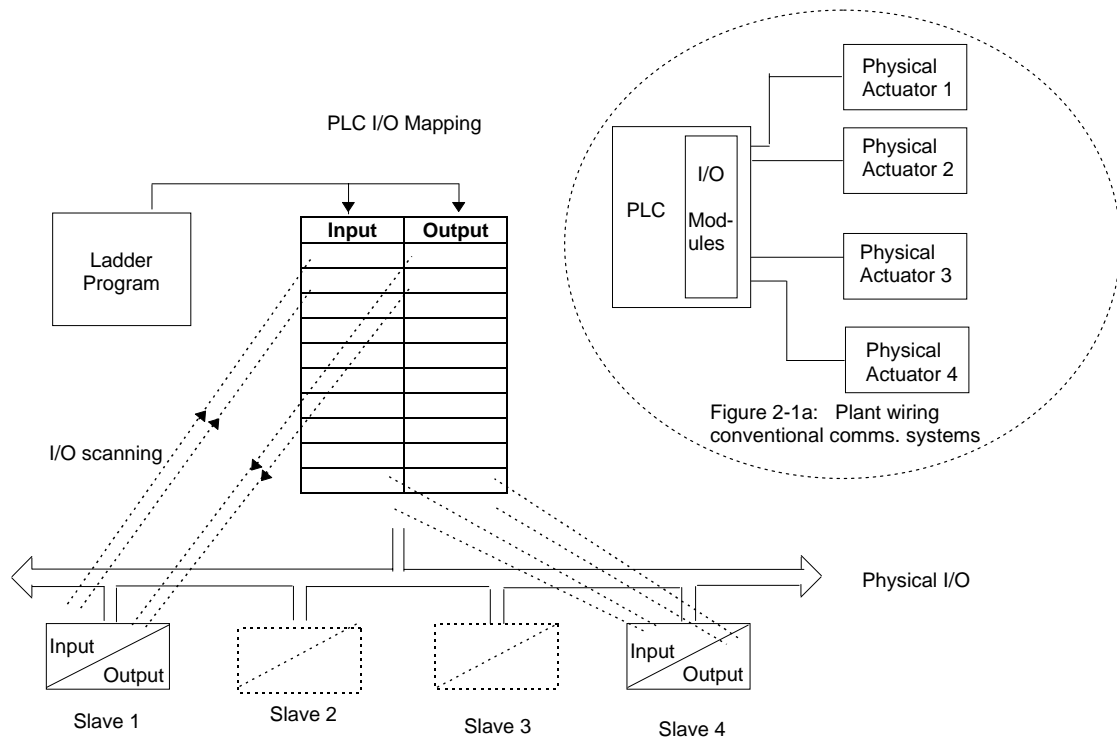 PLC I/O Mapping
Ladder
Program
Input Output
I/O scanning
Physical
Actuator 1
Physical
Actuator 2
PLC
I/O
Mod-
ules
Physical
Actuator 3
Physical
Actuator 4
Figure 2-1a: Plant wiring
conventional comms. systems
Physical I/O
Input
Output
Slave 1
Slave 2
Slave 3
Input
Output
Slave 4